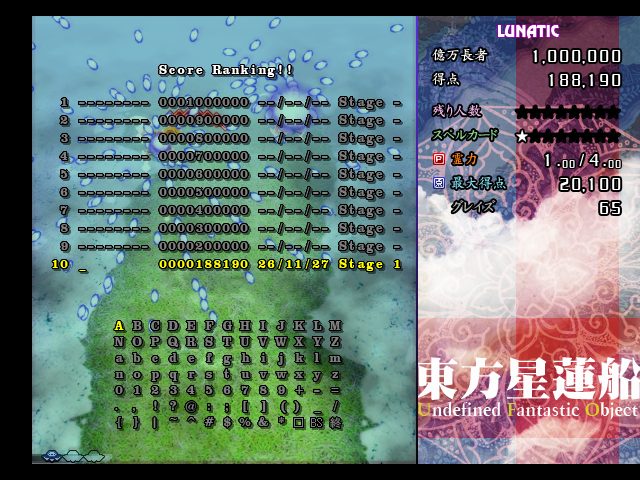 LUNATIC
億万長者 1,000,000
得点 188,190
残り人数
スペルカード
P 霊力 1.00/4.00
最大得点 20,100
グレイズ 65
Score Ranking!!
1 -------- 0001000000 --/--/-- Stage -
2 -------- 0000900000 --/--/-- Stage -
3 -------- 0000800000 --/--/-- Stage -
4 -------- 0000700000 --/--/-- Stage -
5 -------- 0000600000 --/--/-- Stage -
6 -------- 0000500000 --/--/-- Stage -
7 -------- 0000400000 --/--/-- Stage -
8 -------- 0000300000 --/--/-- Stage -
9 -------- 0000200000 --/--/-- Stage -
10 _ 0000188190 26/11/27 Stage 1
A B C D E F G H I J K L M
N O P Q R S T U V W X Y Z
a b c d e f g h i j k l m
n o p q r s t u v w x y z
0 1 2 3 4 5 6 7 8 9 + - =
. , ! ? @ : ; [ ] ( ) _ /
{ } | ~ ^ # $ % & * □ BS 終
東方星蓮船
Undefined Fantastic Object